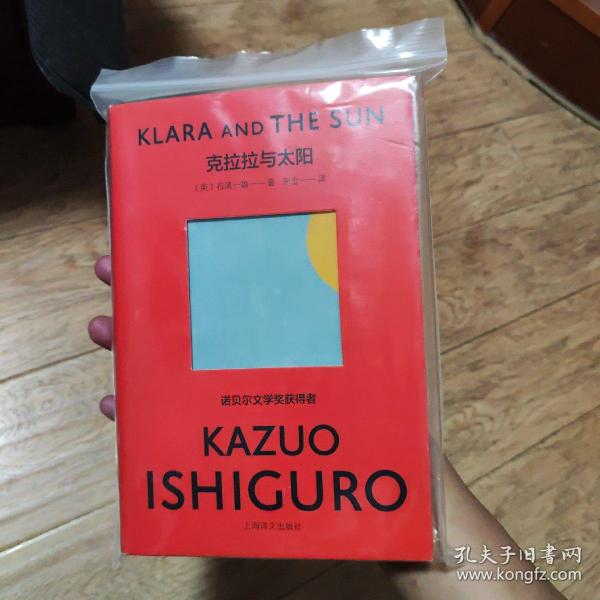 KLARA AND THE SUN
克拉拉与太阳
〔英〕石黑一雄——著 宋佥——译
诺贝尔文学奖获得者
KAZUO
ISHIGURO
上海译文出版社
孔夫子旧書网
www.kongfz.com